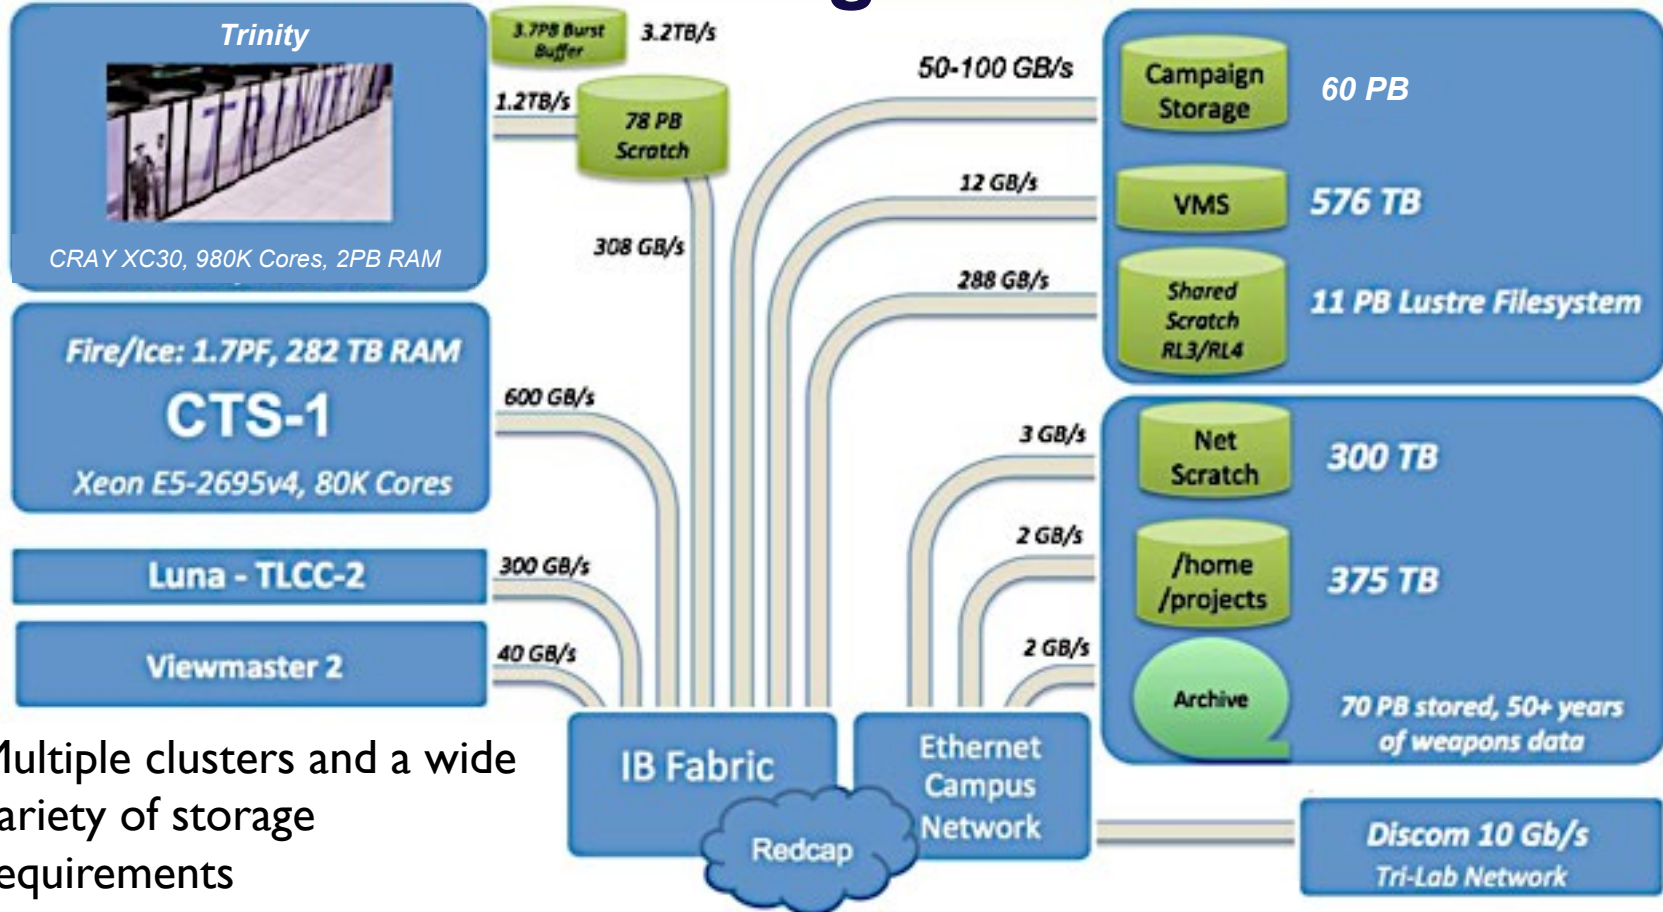 g
Trinity
CRAY XC30, 980K Cores, 2PB RAM
3.7PB Burst
Buffer
3.2TB/s
1.2TB/s
78 PB
Scratch
308 GB/s
Fire/Ice: 1.7PF, 282 TB RAM
CTS-1
Xeon E5-2695v4, 80K Cores
600 GB/s
Luna - TLCC-2
300 GB/s
Viewmaster 2
40 GB/s
50-100 GB/s
Campaign
Storage
60 PB
12 GB/s
VMS
576 TB
288 GB/s
Shared
Scratch
RL3/RL4
11 PB Lustre Filesystem
3 GB/s
Net
Scratch
300 TB
2 GB/s
/home
/projects
375 TB
2 GB/s
Archive
70 PB stored, 50+ years
of weapons data
IB Fabric
Ethernet
Campus
Network
Redcap
Discom 10 Gb/s
Tri-Lab Network
Multiple clusters and a wide
ariety of storage
equirements